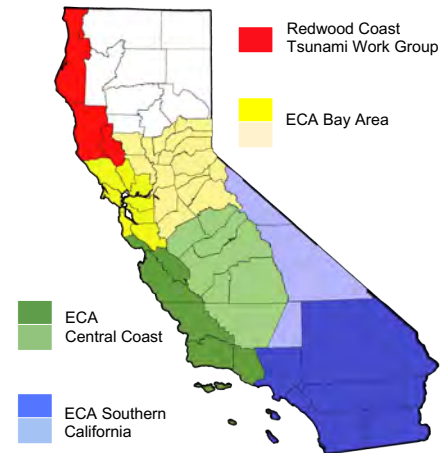 Redwood Coast
Tsunami Work Group
ECA Bay Area
ECA
Central Coast
ECA Southern
California